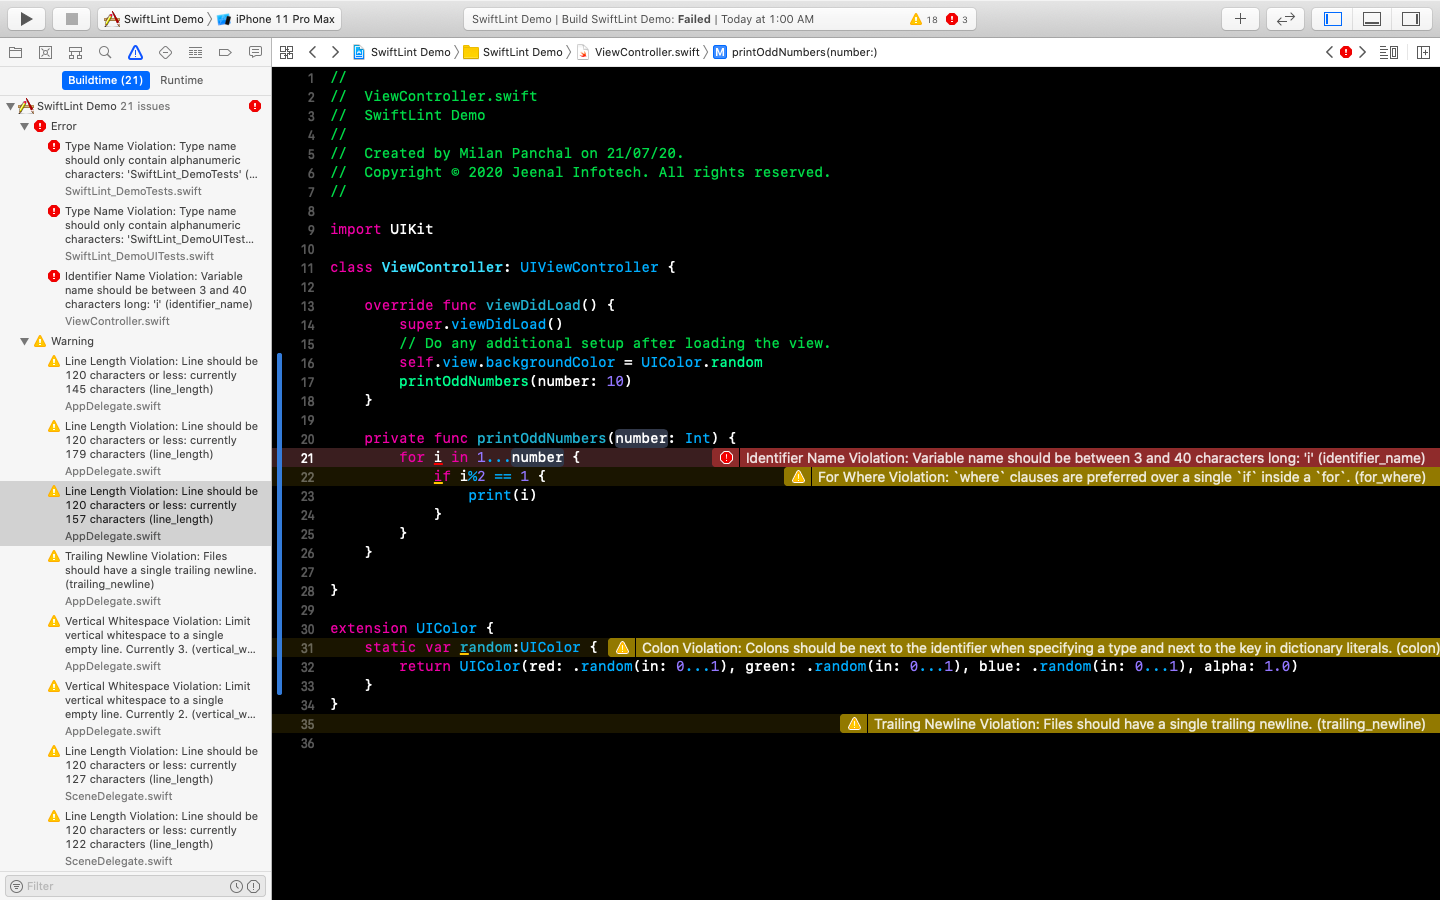 SwiftLint Demo
iPhone 11 Pro Max
SwiftLint Demo | Build SwiftLint Demo: Failed | Today at 1:00 AM
18
3
SwiftLint Demo
SwiftLint Demo
ViewController.swift
M
printOddNumbers(number:)
Buildtime (21)
Runtime
SwiftLint Demo 21 issues
Error
Type Name Violation: Type name
should only contain alphanumeric
characters: 'SwiftLint_DemoTests' (...
SwiftLint_DemoTests.swift
Type Name Violation: Type name
should only contain alphanumeric
characters: 'SwiftLint_DemoUITest...
SwiftLint_DemoUITests.swift
Identifier Name Violation: Variable
name should be between 3 and 40
characters long: 'i' (identifier_name)
ViewController.swift
Warning
Line Length Violation: Line should be
120 characters or less: currently
145 characters (line_length)
AppDelegate.swift
Line Length Violation: Line should be
120 characters or less: currently
179 characters (line_length)
AppDelegate.swift
Line Length Violation: Line should be
120 characters or less: currently
157 characters (line_length)
AppDelegate.swift
Trailing Newline Violation: Files
should have a single trailing newline.
(trailing_newline)
AppDelegate.swift
Vertical Whitespace Violation: Limit
vertical whitespace to a single
empty line. Currently 3. (vertical_w...
AppDelegate.swift
Vertical Whitespace Violation: Limit
vertical whitespace to a single
empty line. Currently 2. (vertical_w...
AppDelegate.swift
Line Length Violation: Line should be
120 characters or less: currently
127 characters (line_length)
SceneDelegate.swift
Line Length Violation: Line should be
120 characters or less: currently
122 characters (line_length)
SceneDelegate.swift
Filter
1 //
2 //  ViewController.swift
3 //  SwiftLint Demo
4 //
5 //  Created by Milan Panchal on 21/07/20.
6 //  Copyright © 2020 Jeenal Infotech. All rights reserved.
7 //
8
9 import UIKit
10
11 class ViewController: UIViewController {
12
13     override func viewDidLoad() {
14         super.viewDidLoad()
15         // Do any additional setup after loading the view.
16         self.view.backgroundColor = UIColor.random
17         printOddNumbers(number: 10)
18     }
19
20     private func printOddNumbers(number: Int) {
21         for i in 1...number { Identifier Name Violation: Variable name should be between 3 and 40 characters long: 'i' (identifier_name)
22             if i%2 == 1 { For Where Violation: `where` clauses are preferred over a single `if` inside a `for`. (for_where)
23                 print(i)
24             }
25         }
26     }
27
28 }
29
30 extension UIColor {
31     static var random:UIColor { Colon Violation: Colons should be next to the identifier when specifying a type and next to the key in dictionary literals. (colon)
32         return UIColor(red: .random(in: 0...1), green: .random(in: 0...1), blue: .random(in: 0...1), alpha: 1.0)
33     }
34 }
35 Trailing Newline Violation: Files should have a single trailing newline. (trailing_newline)
36